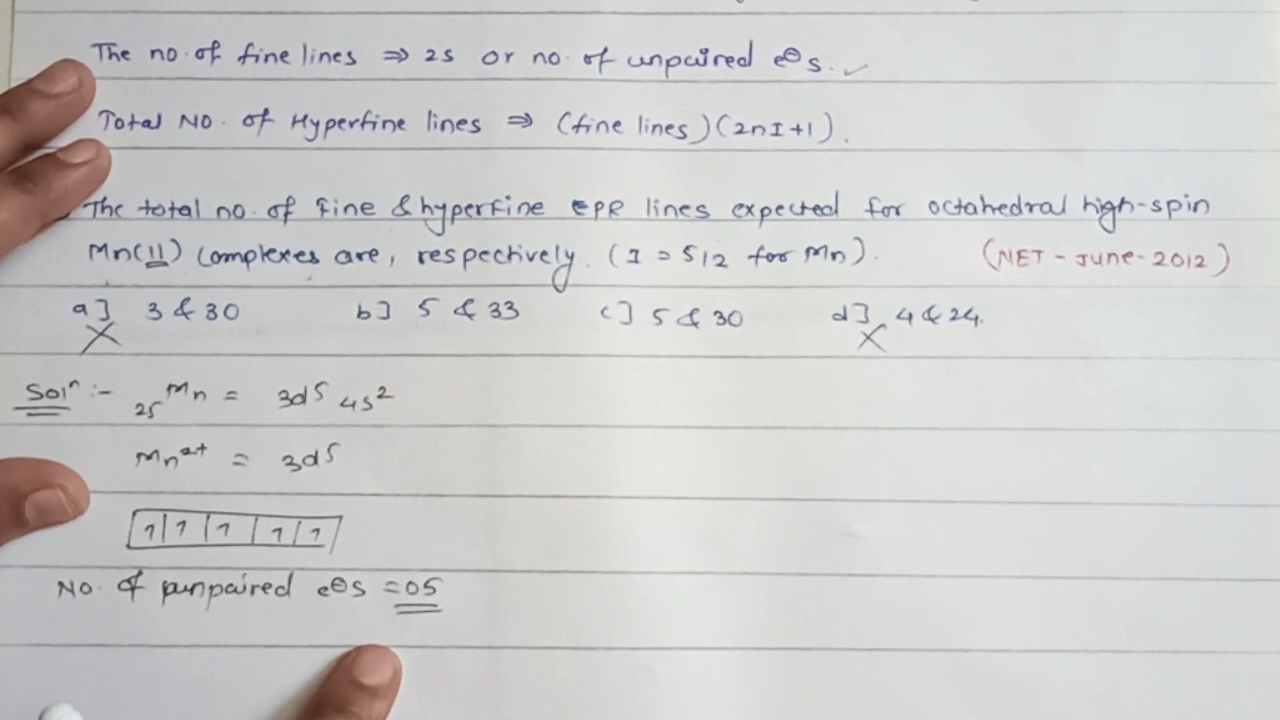 The no. of fine lines ⇒ 2S or no. of unpaired e⊖s. ✓
Total No. of Hyperfine lines ⇒ (fine lines)(2nI+1).
The total no. of fine & hyperfine EPR lines expected for octahedral high-spin
Mn(II) complexes are, respectively. (I = 5/2 for Mn). (NET - June - 2012)
a] 3 & 30 b] 5 & 33 c] 5 & 30 d] 4 & 24.
Solⁿ :- ₂₅Mn = 3d5 4s²
Mn²⁺ = 3d5
1 1 1 1 1
No. of unpaired e⊖s = 05